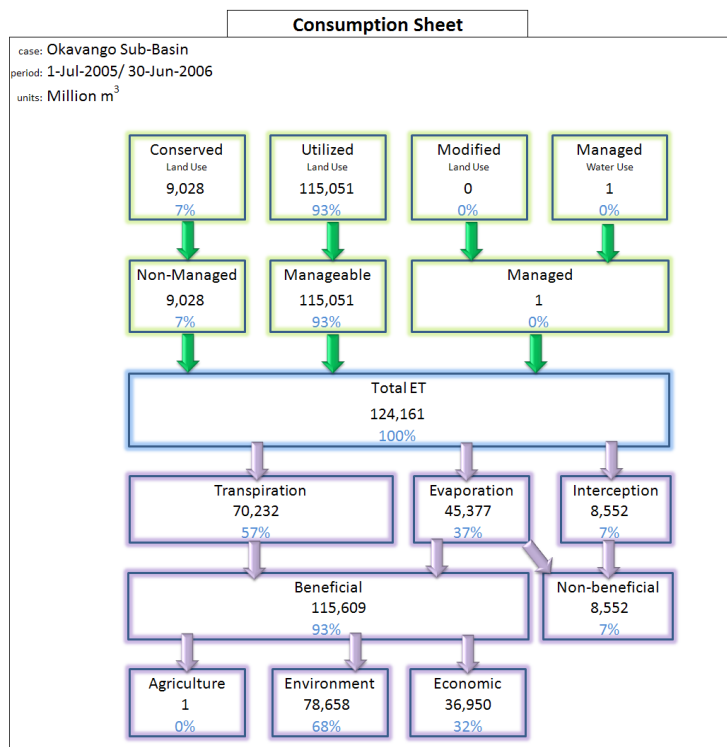 Consumption Sheet
case: Okavango Sub-Basin
period: 1-Jul-2005/ 30-Jun-2006
units: Million m³
Conserved
Land Use
9,028
7%
Utilized
Land Use
115,051
93%
Modified
Land Use
0
0%
Managed
Water Use
1
0%
Non-Managed
9,028
7%
Manageable
115,051
93%
Managed
1
0%
Total ET
124,161
100%
Transpiration
70,232
57%
Evaporation
45,377
37%
Interception
8,552
7%
Beneficial
115,609
93%
Non-beneficial
8,552
7%
Agriculture
1
0%
Environment
78,658
68%
Economic
36,950
32%